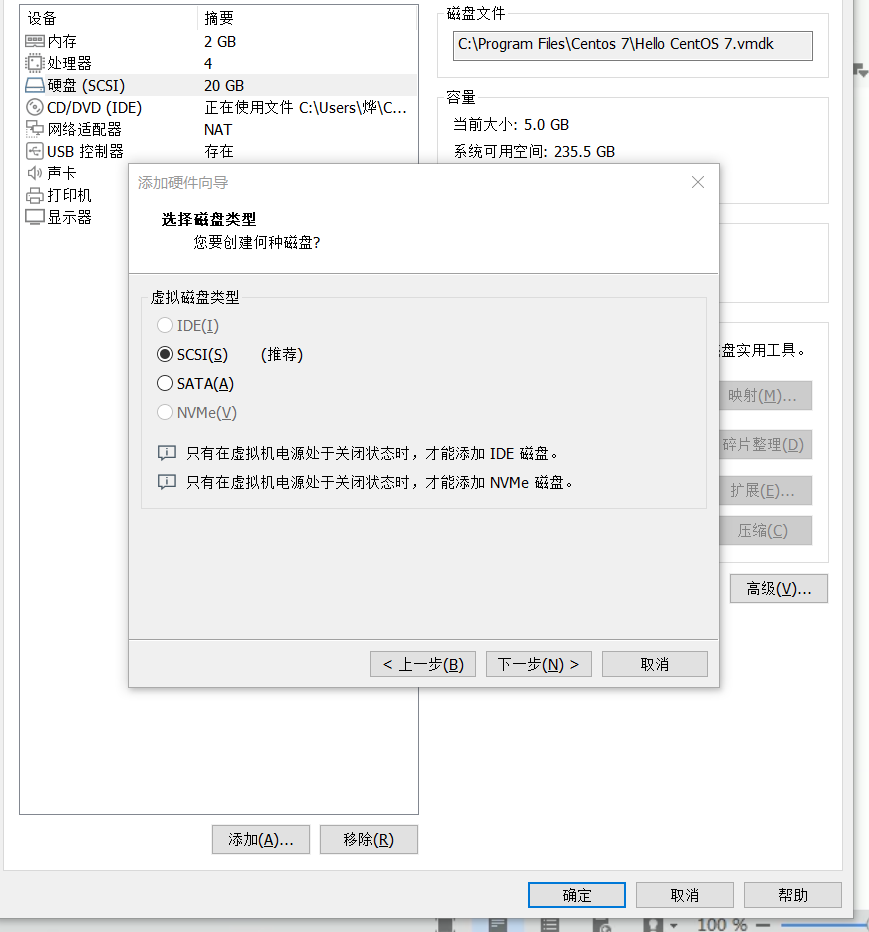 设备 摘要
内存 2 GB
处理器 4
硬盘 (SCSI) 20 GB
CD/DVD (IDE) 正在使用文件 C:\Users\烨\C...
网络适配器 NAT
USB 控制器 存在
声卡
打印机
显示器
磁盘文件
C:\Program Files\Centos 7\Hello CentOS 7.vmdk
容量
当前大小: 5.0 GB
系统可用空间: 235.5 GB
添加硬件向导
选择磁盘类型
您要创建何种磁盘?
虚拟磁盘类型
IDE(I)
SCSI(S) (推荐)
SATA(A)
NVMe(V)
只有在虚拟机电源处于关闭状态时，才能添加 IDE 磁盘。
只有在虚拟机电源处于关闭状态时，才能添加 NVMe 磁盘。
< 上一步(B) 下一步(N) > 取消
盘实用工具。
映射(M)...
碎片整理(D)
扩展(E)...
压缩(C)
高级(V)...
添加(A)... 移除(R)
确定 取消 帮助
100 %